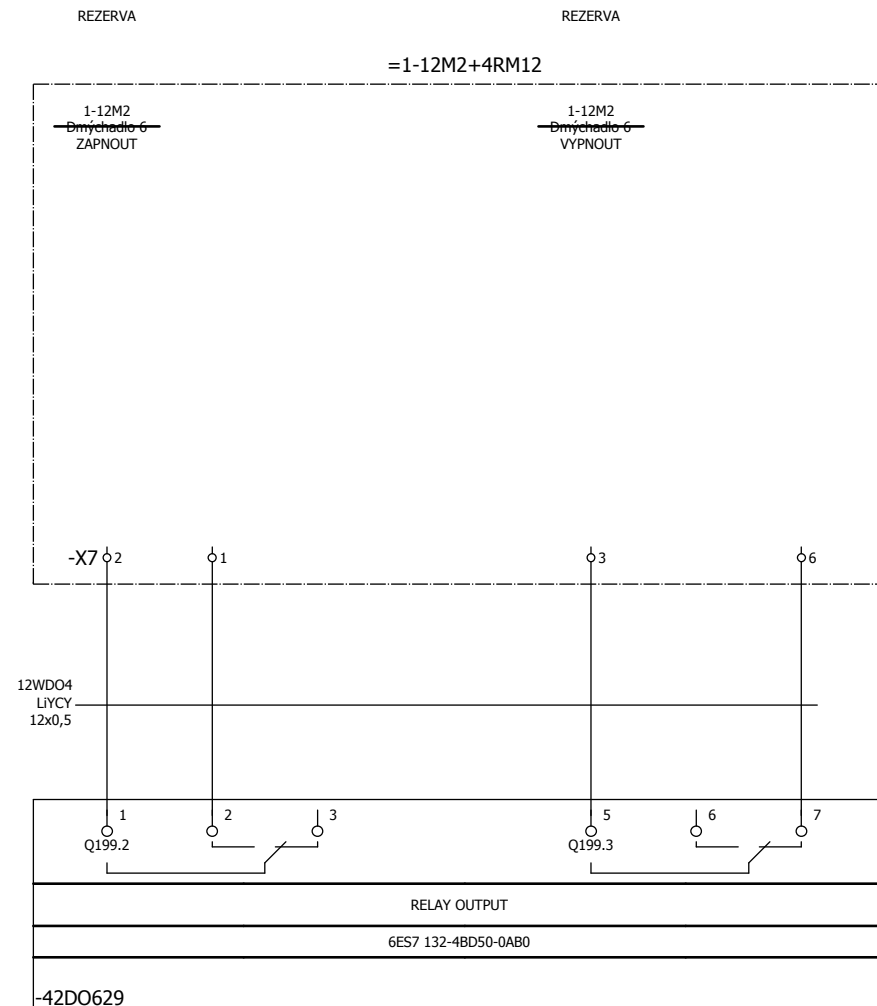 REZERVA REZERVA
=1-12M2+4RM12
1-12M2 1-12M2
Dmýchadlo 6 Dmýchadlo 6
ZAPNOUT VYPNOUT
-X7 2 1 3 6
12WDO4
LiYCY
12x0,5
1 2 3 5 6 7
Q199.2 Q199.3
RELAY OUTPUT
6ES7 132-4BD50-0AB0
-42DO629